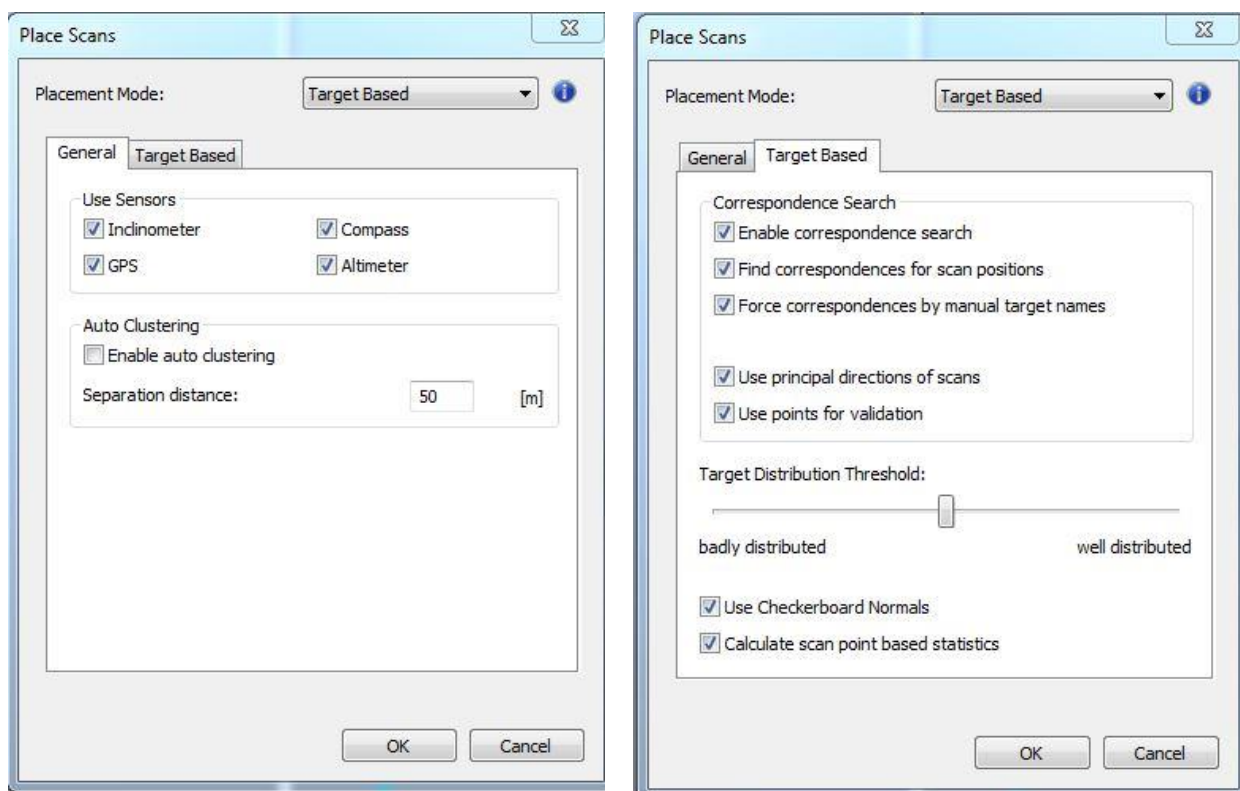 Place Scans
Placement Mode: Target Based
General Target Based
Use Sensors
Inclinometer Compass
GPS Altimeter
Auto Clustering
Enable auto clustering
Separation distance: 50 [m]
OK Cancel
Place Scans
Placement Mode: Target Based
General Target Based
Correspondence Search
Enable correspondence search
Find correspondences for scan positions
Force correspondences by manual target names
Use principal directions of scans
Use points for validation
Target Distribution Threshold:
badly distributed well distributed
Use Checkerboard Normals
Calculate scan point based statistics
OK Cancel